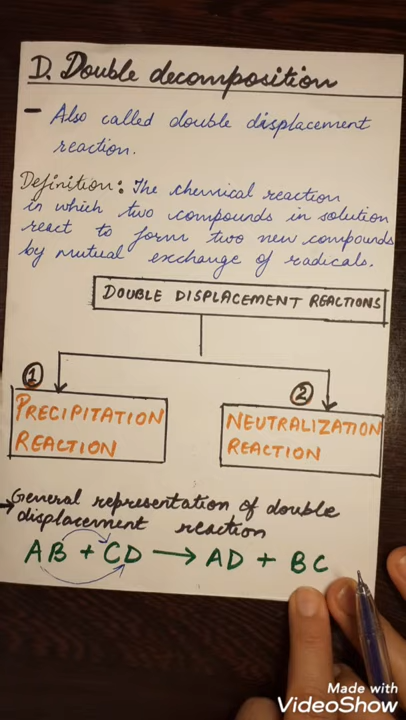 D. Double decomposition
- Also called double displacement
reaction.
Definition: The chemical reaction
in which two compounds in solution
react to form two new compounds
by mutual exchange of radicals.
DOUBLE DISPLACEMENT REACTIONS
1
PRECIPITATION
REACTION
2
NEUTRALIZATION
REACTION
→ General representation of double
displacement reaction
AB + CD → AD + BC
Made with
VideoShow